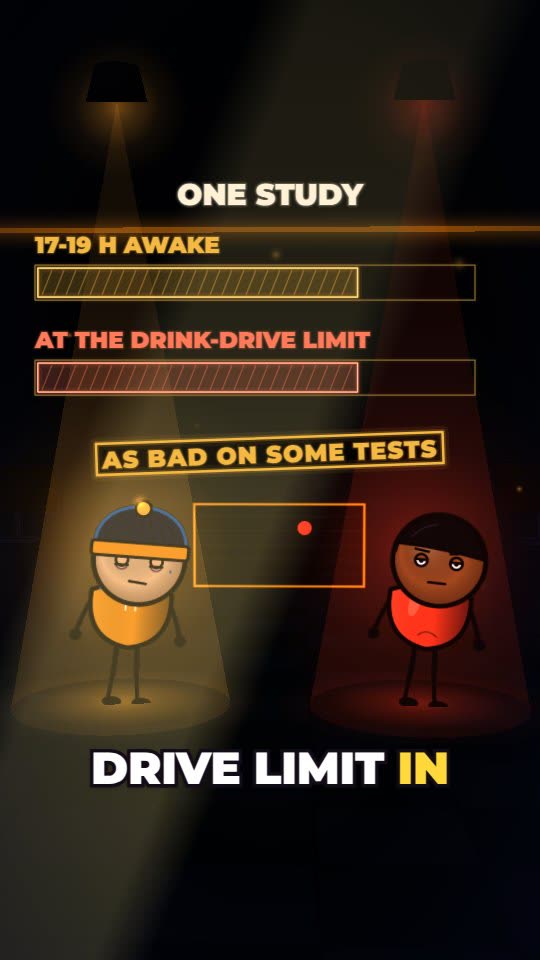 ONE STUDY
17-19 H AWAKE
AT THE DRINK-DRIVE LIMIT
AS BAD ON SOME TESTS
DRIVE LIMIT IN